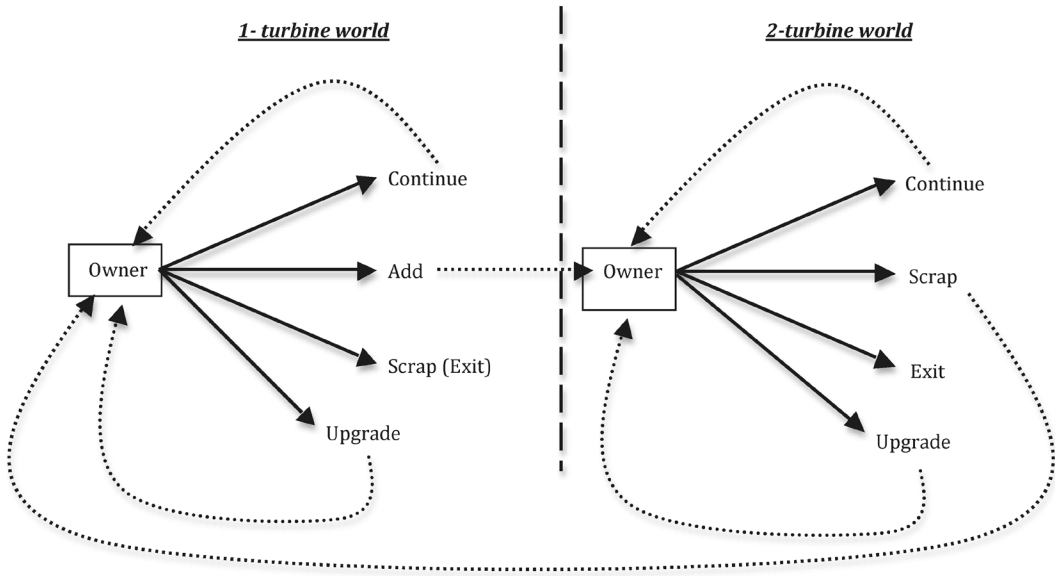 1- turbine world
Continue
Owner
Add
Scrap (Exit)
Upgrade
2-turbine world
Continue
Owner
Scrap
Exit
Upgrade